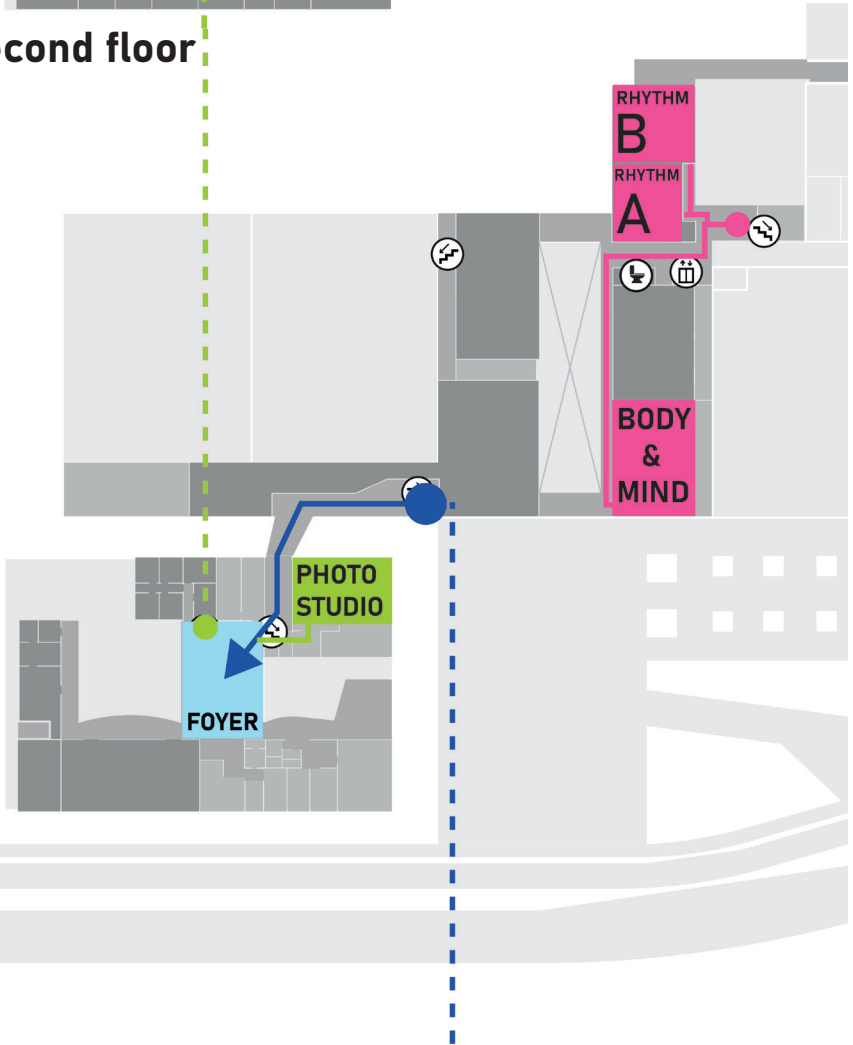 econd floor
RHYTHM
B
RHYTHM
A
BODY
&
MIND
PHOTO
STUDIO
FOYER